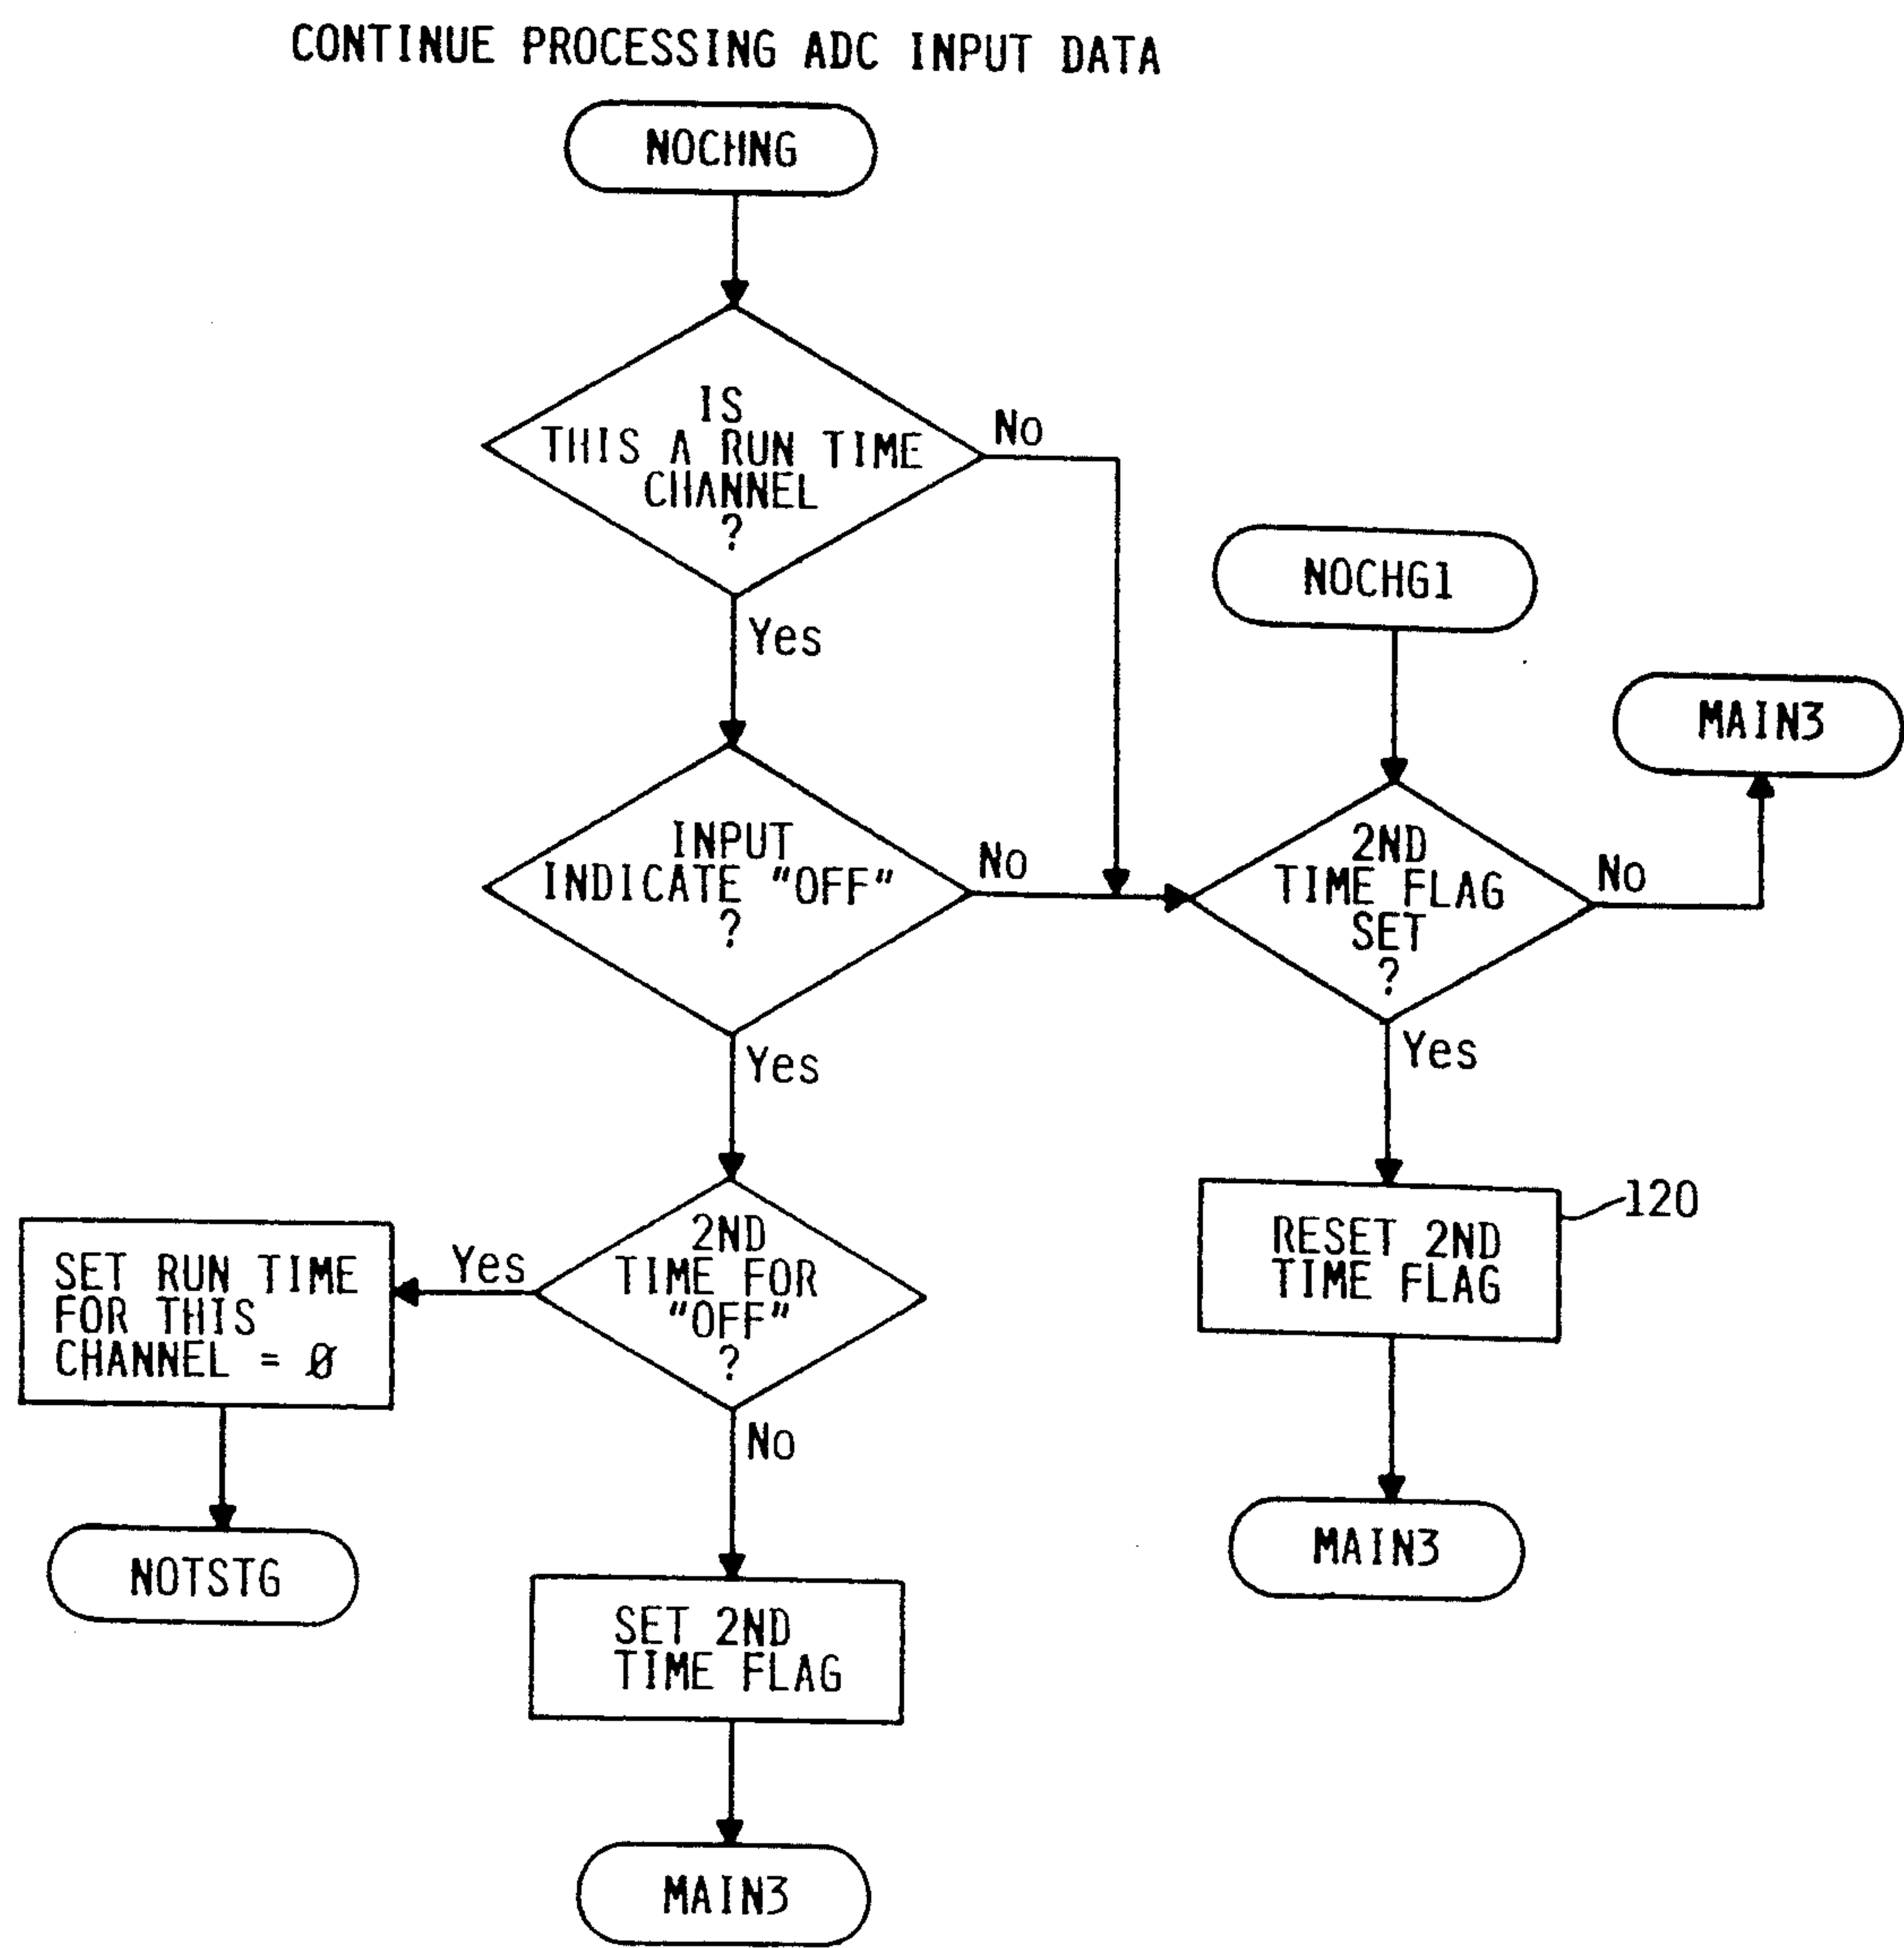 CONTINUE PROCESSING ADC INPUT DATA
NOCHNG
IS
THIS A RUN TIME
CHANNEL
?
No
Yes
NOCHG1
MAIN3
INPUT
INDICATE "OFF"
?
No
Yes
2ND
TIME FLAG
SET
?
No
Yes
2ND
TIME FOR
"OFF"
?
Yes
No
SET RUN TIME
FOR THIS
CHANNEL = Ø
NOTSTG
RESET 2ND
TIME FLAG
120
MAIN3
SET 2ND
TIME FLAG
MAIN3